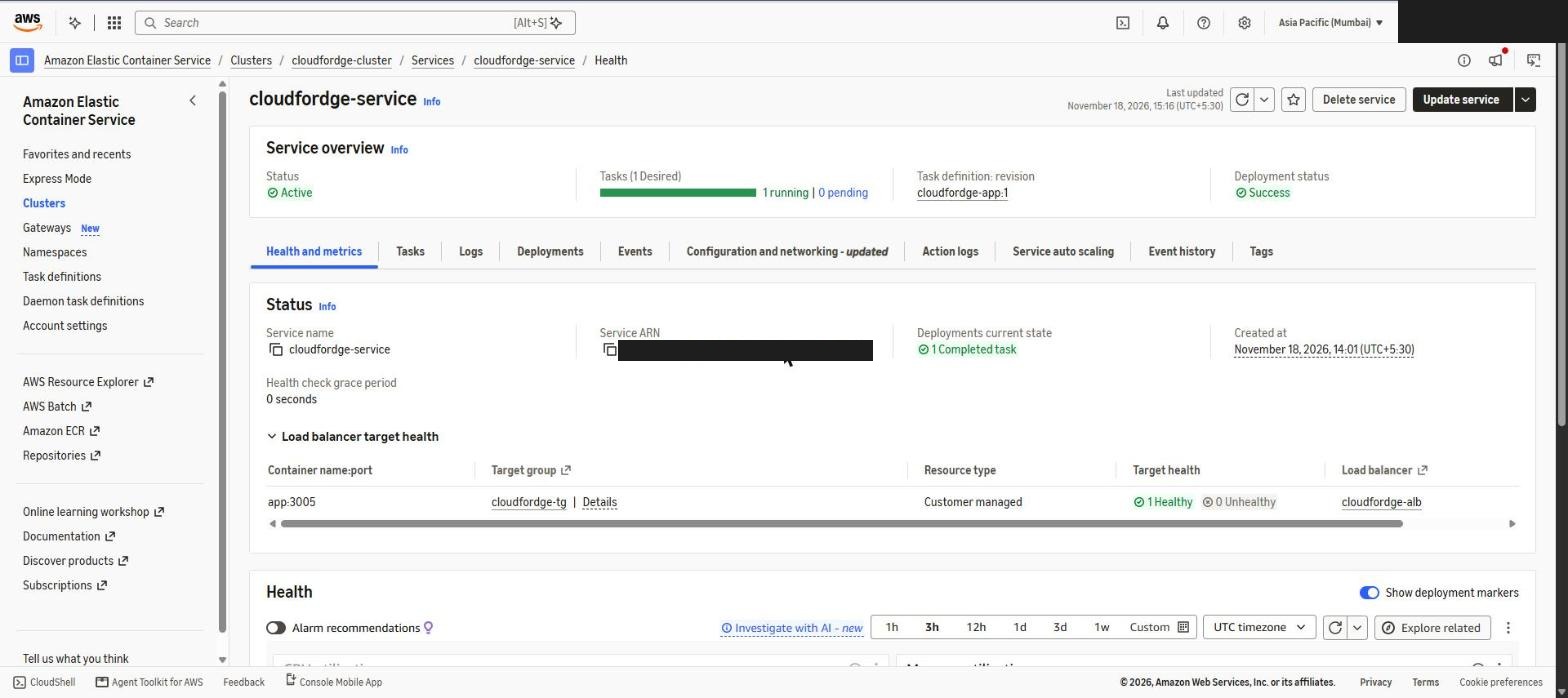 aws
Search [Alt+S]
Asia Pacific (Mumbai)
Amazon Elastic Container Service / Clusters / cloudfordge-cluster / Services / cloudfordge-service / Health
Amazon Elastic
Container Service
Favorites and recents
Express Mode
Clusters
Gateways New
Namespaces
Task definitions
Daemon task definitions
Account settings
AWS Resource Explorer
AWS Batch
Amazon ECR
Repositories
Online learning workshop
Documentation
Discover products
Subscriptions
Tell us what you think
cloudfordge-service Info
Last updated
November 18, 2026, 15:16 (UTC+5:30)
Delete service
Update service
Service overview Info
Status
Active
Tasks (1 Desired)
1 running | 0 pending
Task definition: revision
cloudfordge-app:1
Deployment status
Success
Health and metrics Tasks Logs Deployments Events Configuration and networking - updated Action logs Service auto scaling Event history Tags
Status Info
Service name
cloudfordge-service
Service ARN
Deployments current state
1 Completed task
Created at
November 18, 2026, 14:01 (UTC+5:30)
Health check grace period
0 seconds
Load balancer target health
Container name:port Target group Resource type Target health Load balancer
app:3005 cloudfordge-tg | Details Customer managed 1 Healthy 0 Unhealthy cloudfordge-alb
Health
Show deployment markers
Alarm recommendations
Investigate with AI - new
1h 3h 12h 1d 3d 1w Custom
UTC timezone
Explore related
CloudShell Agent Toolkit for AWS Feedback Console Mobile App
© 2026, Amazon Web Services, Inc. or its affiliates. Privacy Terms Cookie preferences